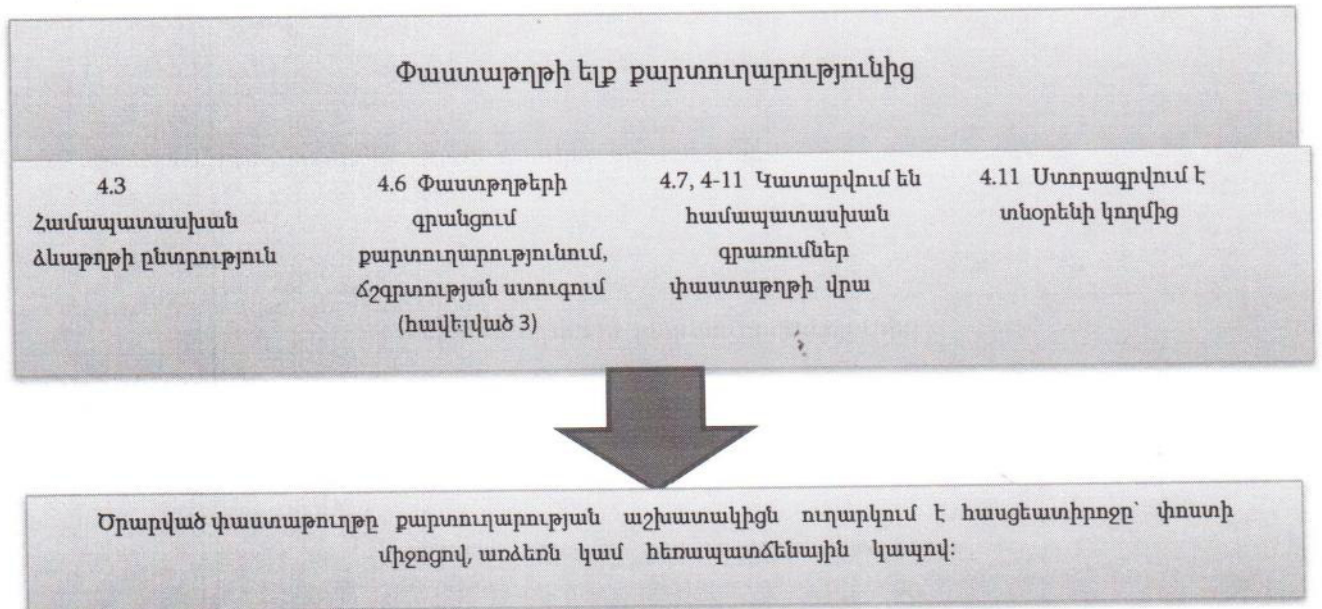 Փաստաթղթի ելք քարտուղարությունից
4.3
Համապատասխան
ձևաթղթի ընտրություն
4.6 Փաստթղթերի
գրանցում
քարտուղարությունում,
ճշգրտության ստուգում
(հավելված 3)
4.7, 4-11 Կատարվում են
համապատասխան
գրառումներ
փաստաթղթի վրա
4.11 Ստորագրվում է
տնօրենի կողմից
Ծրարված փաստաթուղթը քարտուղարության աշխատակիցն ուղարկում է հասցեատիրոջը՝ փոստի
միջոցով, առձեռն կամ հեռապատճենային կապով: